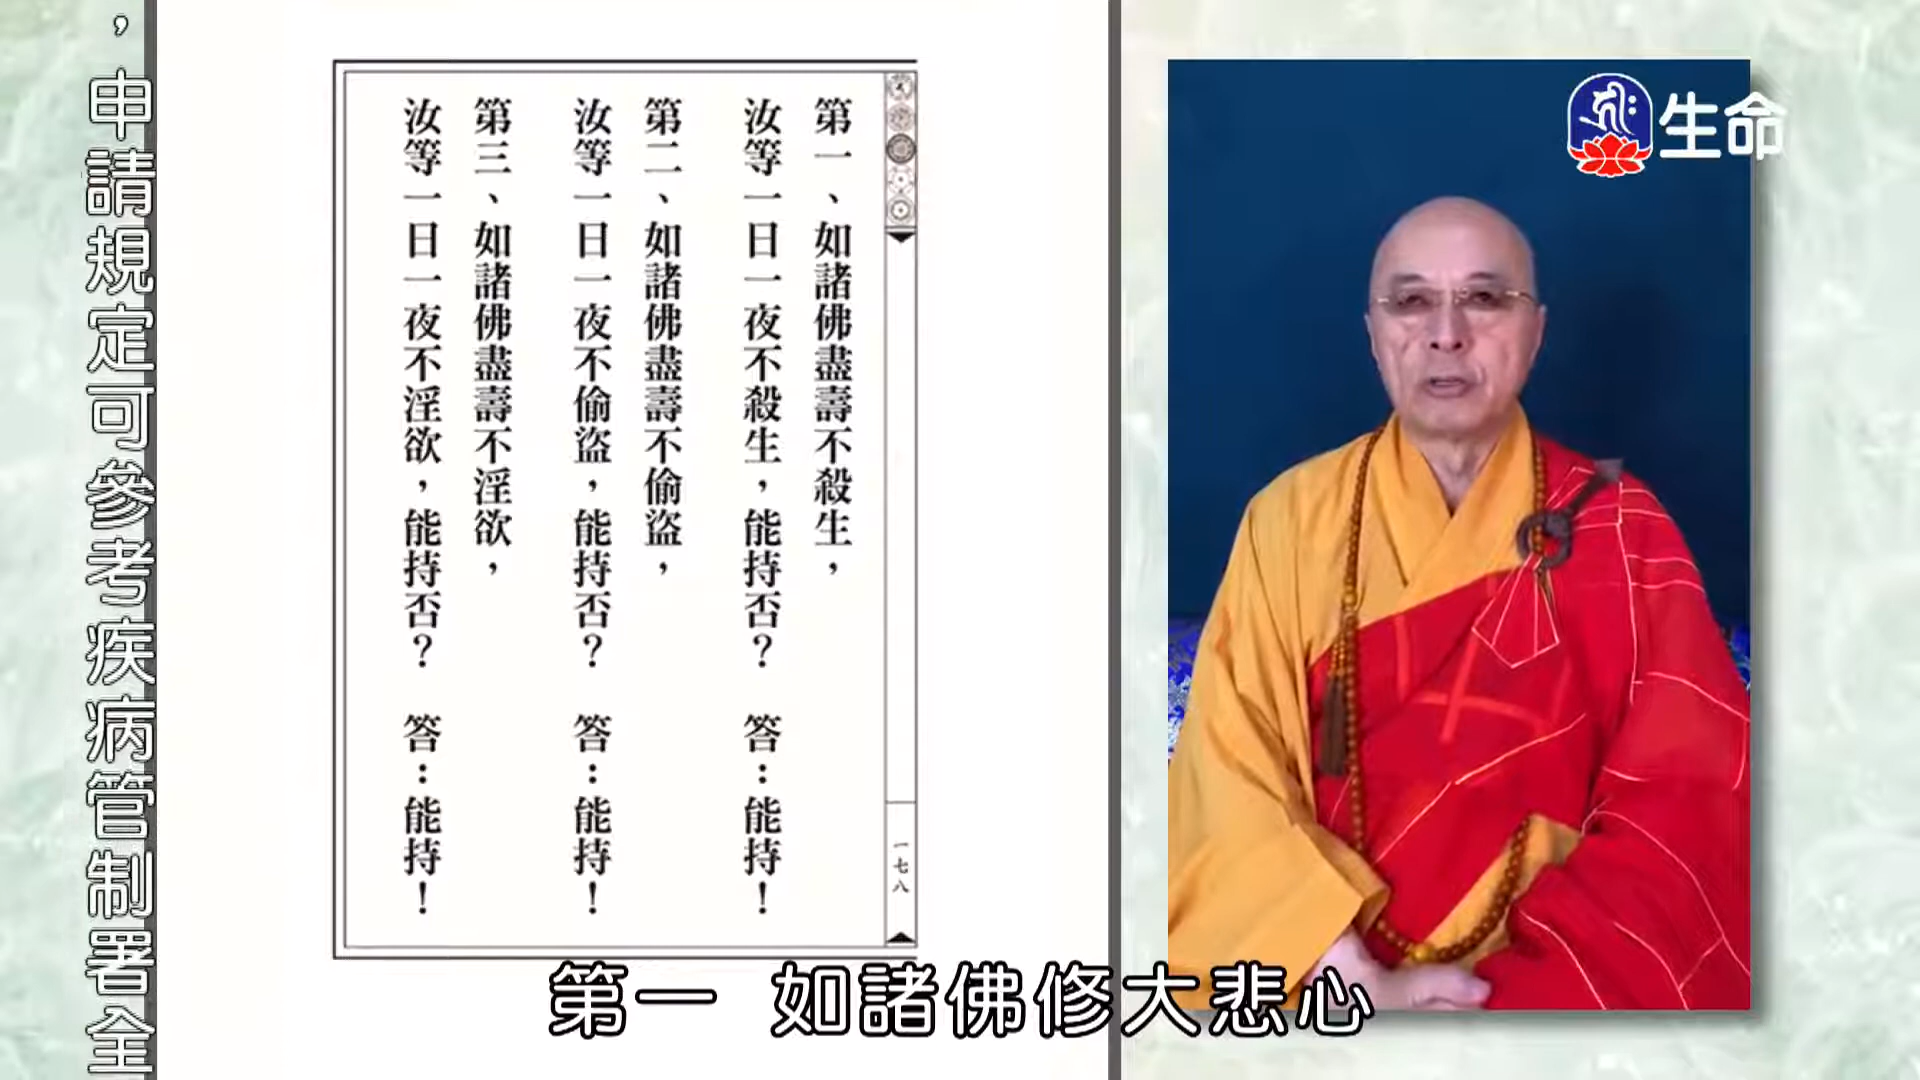 第一、如諸佛盡壽不殺生，
汝等一日一夜不殺生，能持否？　答：能持！
第二、如諸佛盡壽不偷盜，
汝等一日一夜不偷盜，能持否？　答：能持！
第三、如諸佛盡壽不淫欲，
汝等一日一夜不淫欲，能持否？　答：能持！
一七八
，申請規定可參考疾病管制署全
生命
第一 如諸佛修大悲心